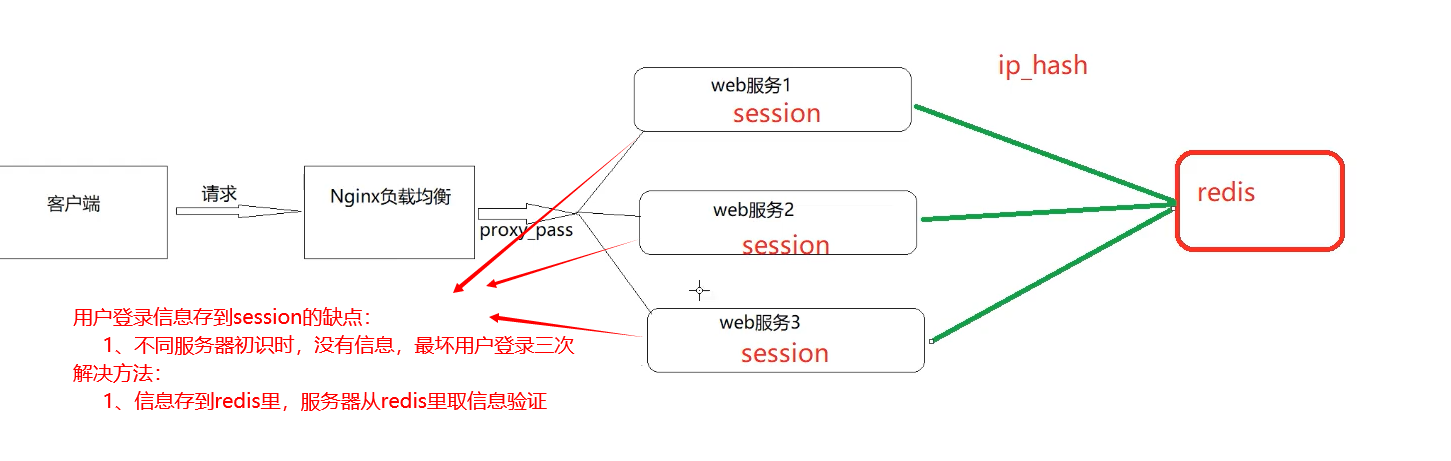 ip_hash
web服务1
session
redis
客户端
请求
Nginx负载均衡
proxy_pass
web服务2
session
用户登录信息存到session的缺点：
1、不同服务器初识时，没有信息，最坏用户登录三次
解决方法：
1、信息存到redis里，服务器从redis里取信息验证
web服务3
session